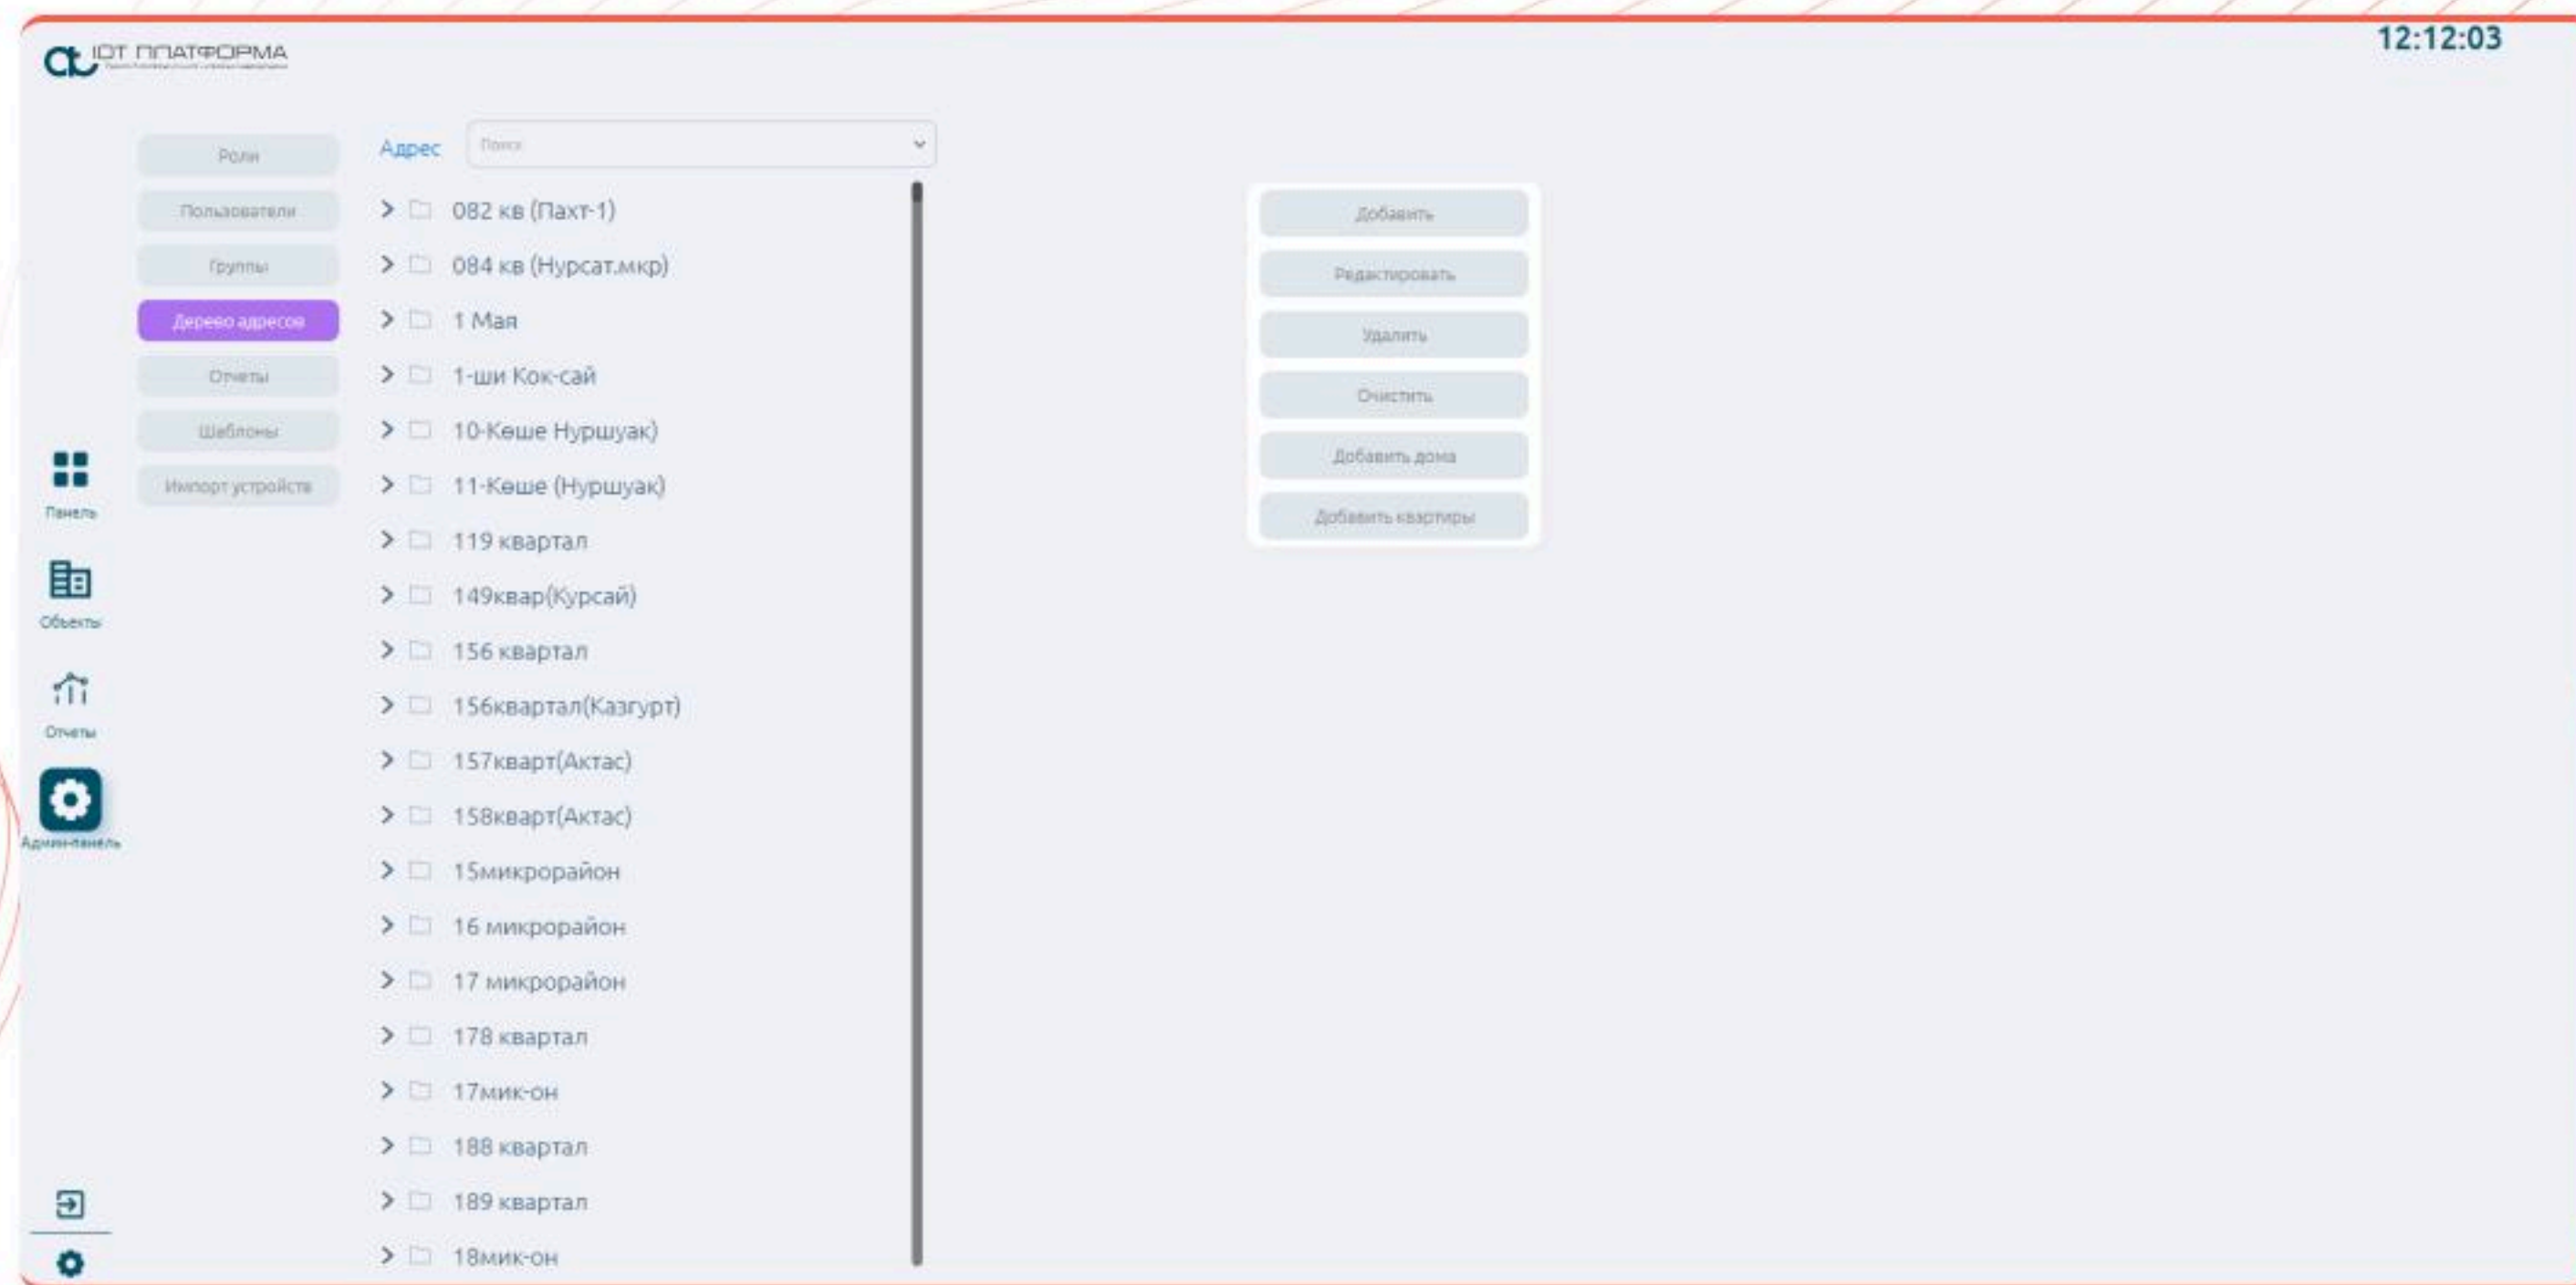 IOT ПЛАТФОРМА
12:12:03
Роли
Пользователи
Группы
Дерево адресов
Отчеты
Шаблоны
Импорт устройств
Панель
Объекты
Отчеты
Админ-панель
Адрес
Поиск
082 кв (Пахт-1)
084 кв (Нурсат.мкр)
1 Мая
1-ши Кок-сай
10-Көше Нуршуак)
11-Көше (Нуршуак)
119 квартал
149квар(Курсай)
156 квартал
156квартал(Казгурт)
157кварт(Актас)
158кварт(Актас)
15микрорайон
16 микрорайон
17 микрорайон
178 квартал
17мик-он
188 квартал
189 квартал
18мик-он
Добавить
Редактировать
Удалить
Очистить
Добавить дома
Добавить квартиры